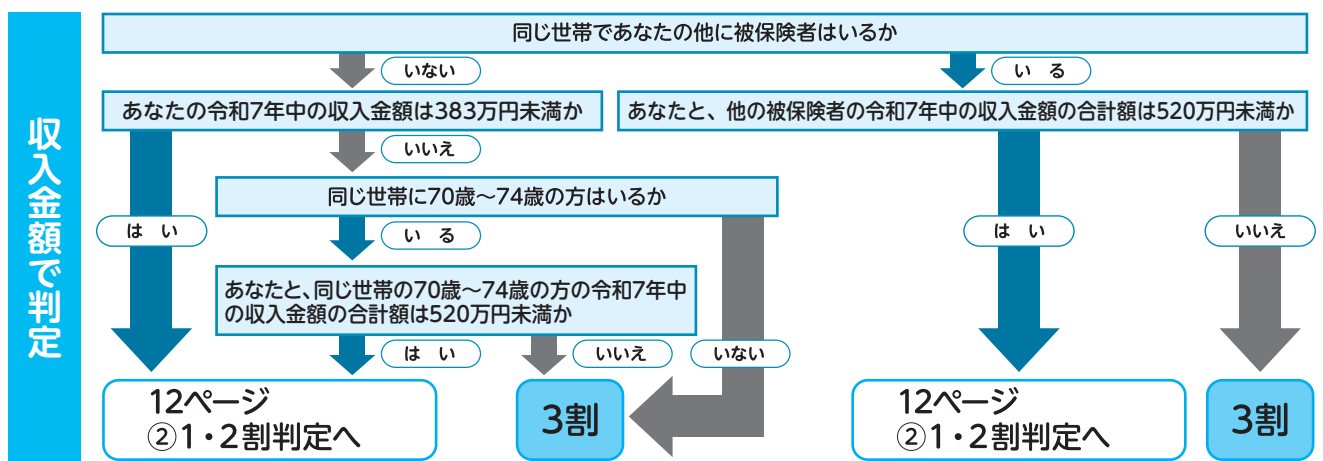 収入金額で判定
同じ世帯であなたの他に被保険者はいるか
いない
いる
あなたの令和7年中の収入金額は383万円未満か
あなたと、他の被保険者の令和7年中の収入金額の合計額は520万円未満か
いいえ
同じ世帯に70歳~74歳の方はいるか
はい
いる
はい
いいえ
あなたと、同じ世帯の70歳~74歳の方の令和7年中
の収入金額の合計額は520万円未満か
はい
いいえ
いない
12ページ
②1・2割判定へ
3割
12ページ
②1・2割判定へ
3割